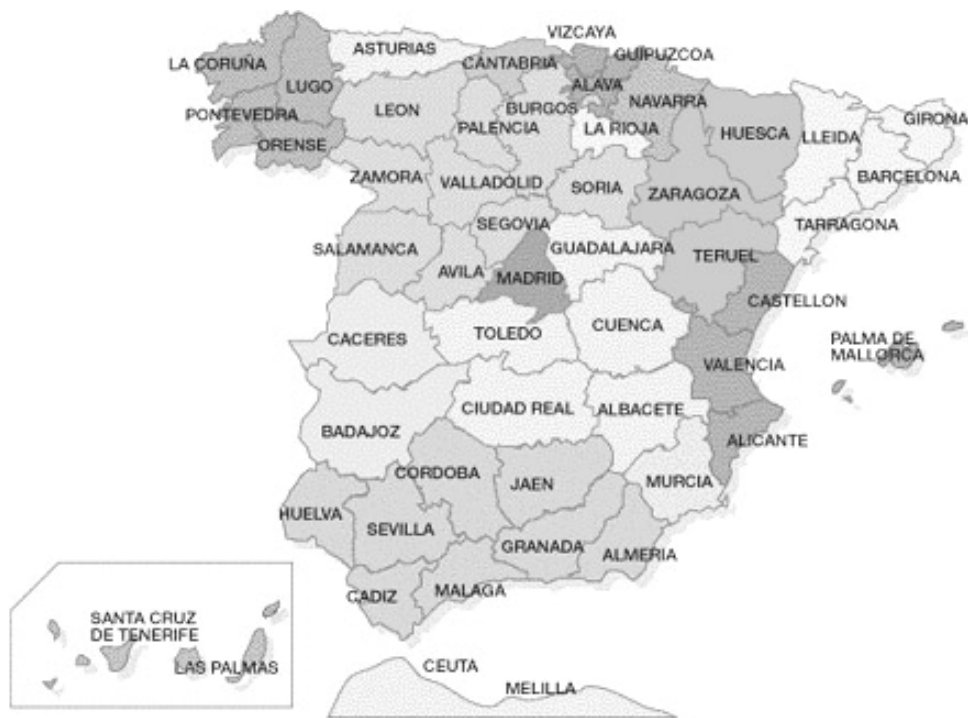 VIZCAYA
ASTURIAS
CANTABRIA
GUIPUZCOA
LA CORUÑA
LUGO
ALAVA
NAVARRA
PONTEVEDRA
LEON
BURGOS
PALENCIA
LA RIOJA
HUESCA
LLEIDA
GIRONA
ORENSE
BARCELONA
ZAMORA
VALLADOLID
SORIA
ZARAGOZA
TARRAGONA
SEGOVIA
SALAMANCA
GUADALAJARA
TERUEL
AVILA
MADRID
CASTELLON
CACERES
TOLEDO
CUENCA
PALMA DE
MALLORCA
VALENCIA
CIUDAD REAL
ALBACETE
BADAJOZ
ALICANTE
CORDOBA
JAEN
MURCIA
HUELVA
SEVILLA
GRANADA
ALMERIA
CADIZ
MALAGA
SANTA CRUZ
DE TENERIFE
LAS PALMAS
CEUTA
MELILLA